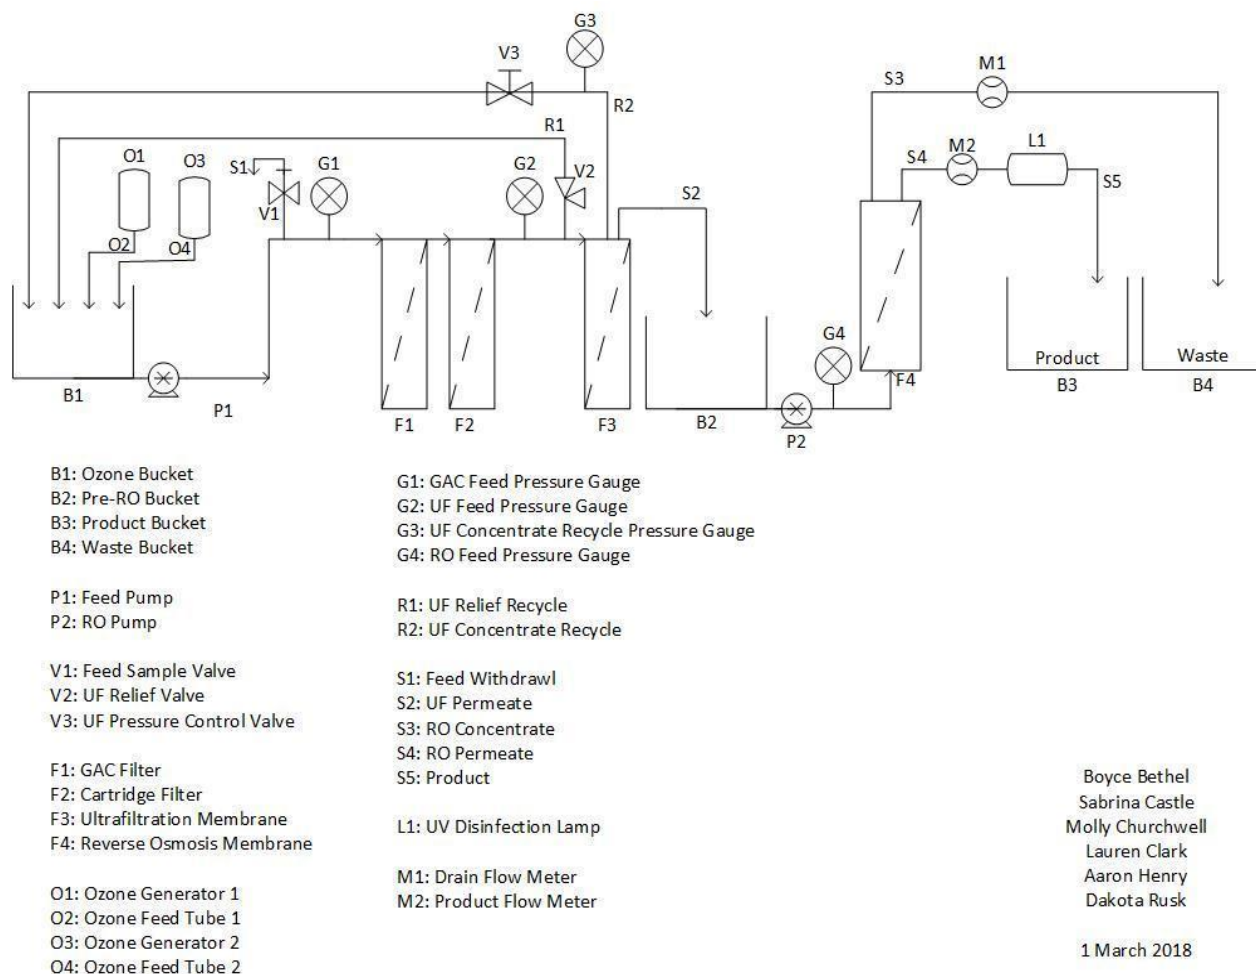 G3
V3
M1
S3
R2
R1
O1
O3
S1
G1
G2
V2
S2
S4
M2
L1
S5
V1
O2
O4
G4
Product
Waste
B1
P1
F1
F2
F3
B2
P2
F4
B3
B4
B1: Ozone Bucket
B2: Pre-RO Bucket
B3: Product Bucket
B4: Waste Bucket
P1: Feed Pump
P2: RO Pump
V1: Feed Sample Valve
V2: UF Relief Valve
V3: UF Pressure Control Valve
F1: GAC Filter
F2: Cartridge Filter
F3: Ultrafiltration Membrane
F4: Reverse Osmosis Membrane
O1: Ozone Generator 1
O2: Ozone Feed Tube 1
O3: Ozone Generator 2
O4: Ozone Feed Tube 2
G1: GAC Feed Pressure Gauge
G2: UF Feed Pressure Gauge
G3: UF Concentrate Recycle Pressure Gauge
G4: RO Feed Pressure Gauge
R1: UF Relief Recycle
R2: UF Concentrate Recycle
S1: Feed Withdrawl
S2: UF Permeate
S3: RO Concentrate
S4: RO Permeate
S5: Product
L1: UV Disinfection Lamp
M1: Drain Flow Meter
M2: Product Flow Meter
Boyce Bethel
Sabrina Castle
Molly Churchwell
Lauren Clark
Aaron Henry
Dakota Rusk
1 March 2018